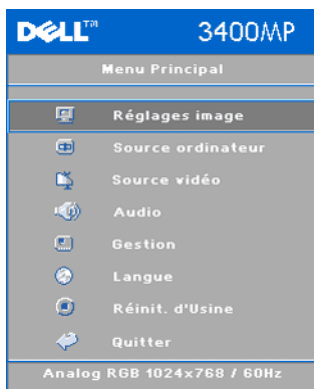 DELL™ 3400MP
Menu Principal
Réglages image
Source ordinateur
Source vidéo
Audio
Gestion
Langue
Réinit. d'Usine
Quitter
Analog RGB 1024x768 / 60Hz